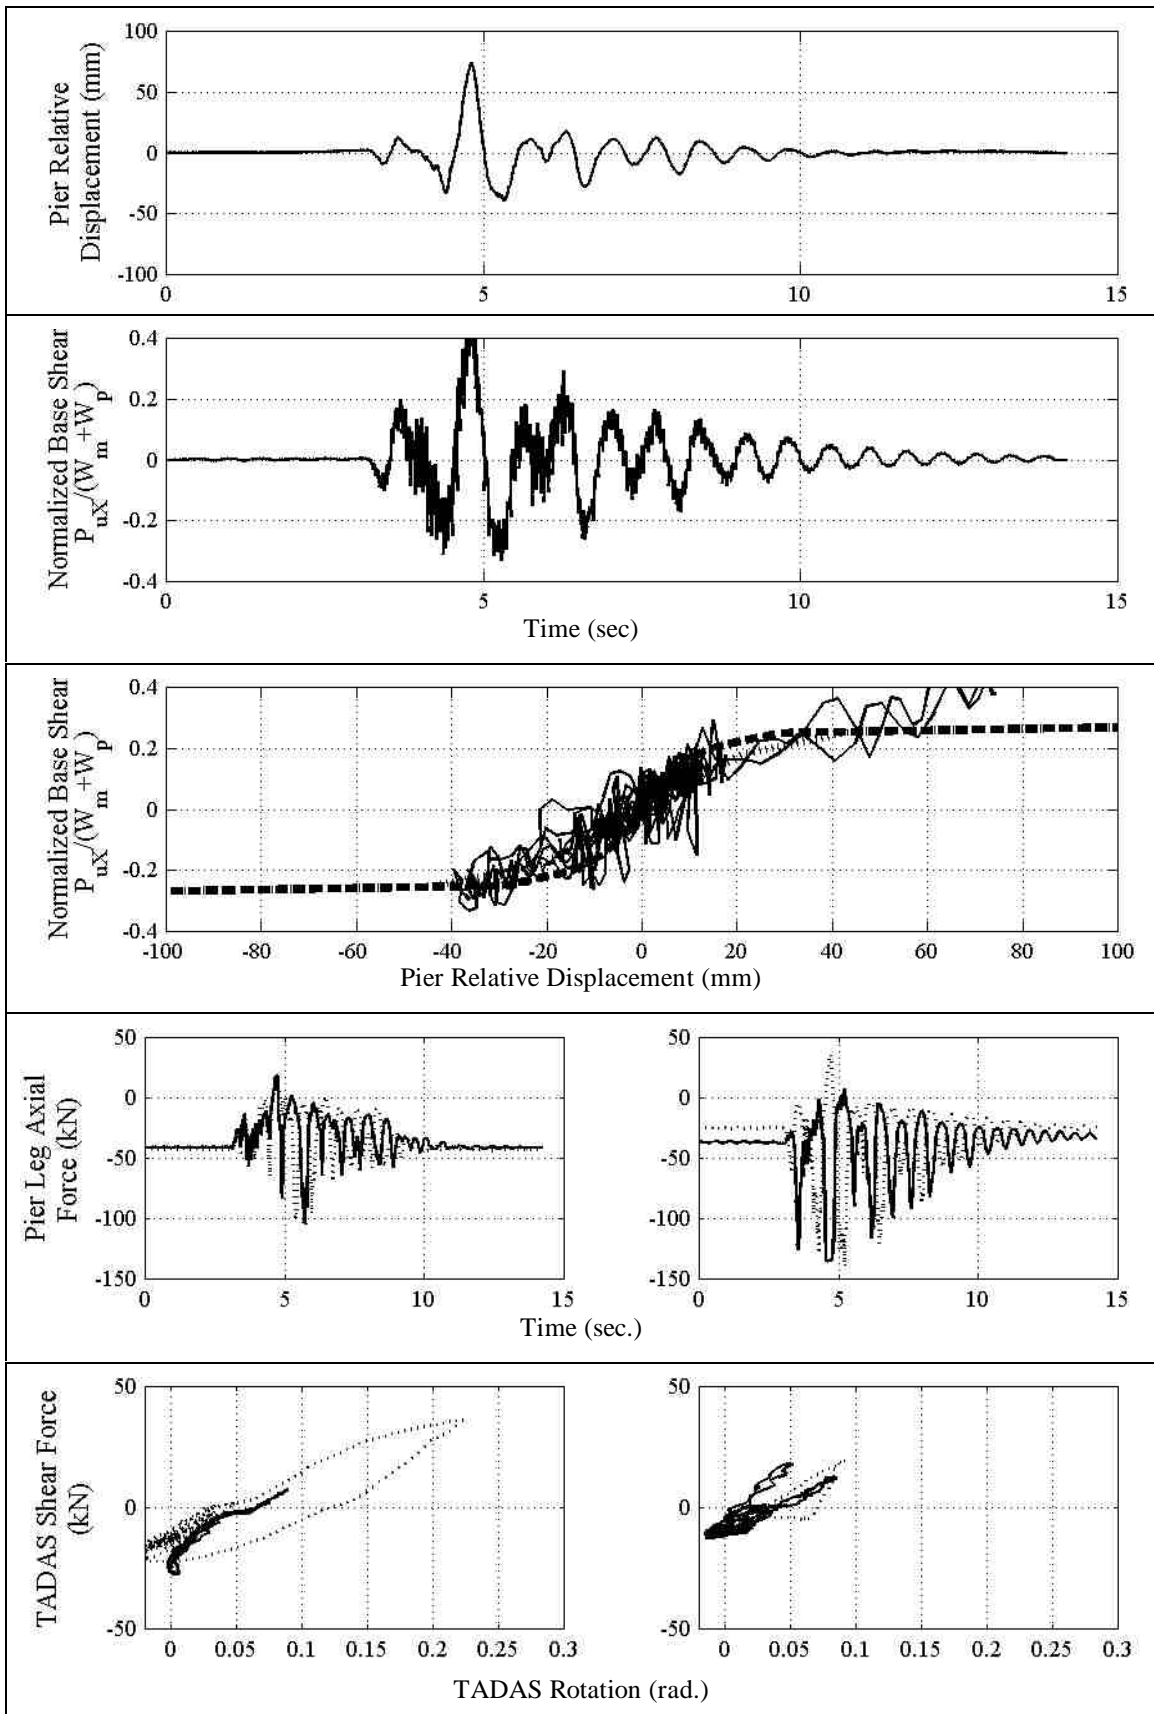 Pier Relative
Displacement (mm)
100
50
0
-50
-100
0 5 10 15
Normalized Base Shear
PuX/(Wm+Wp)
0.4
0.2
0
-0.2
-0.4
0 5 10 15
Time (sec)
Normalized Base Shear
PuX/(Wm+Wp)
0.4
0.2
0
-0.2
-0.4
-100 -80 -60 -40 -20 0 20 40 60 80 100
Pier Relative Displacement (mm)
Pier Leg Axial
Force (kN)
50
0
-50
-100
-150
0 5 10 15
50
0
-50
-100
-150
0 5 10 15
Time (sec.)
TADAS Shear Force
(kN)
50
0
-50
0 0.05 0.1 0.15 0.2 0.25 0.3
50
0
-50
0 0.05 0.1 0.15 0.2 0.25 0.3
TADAS Rotation (rad.)